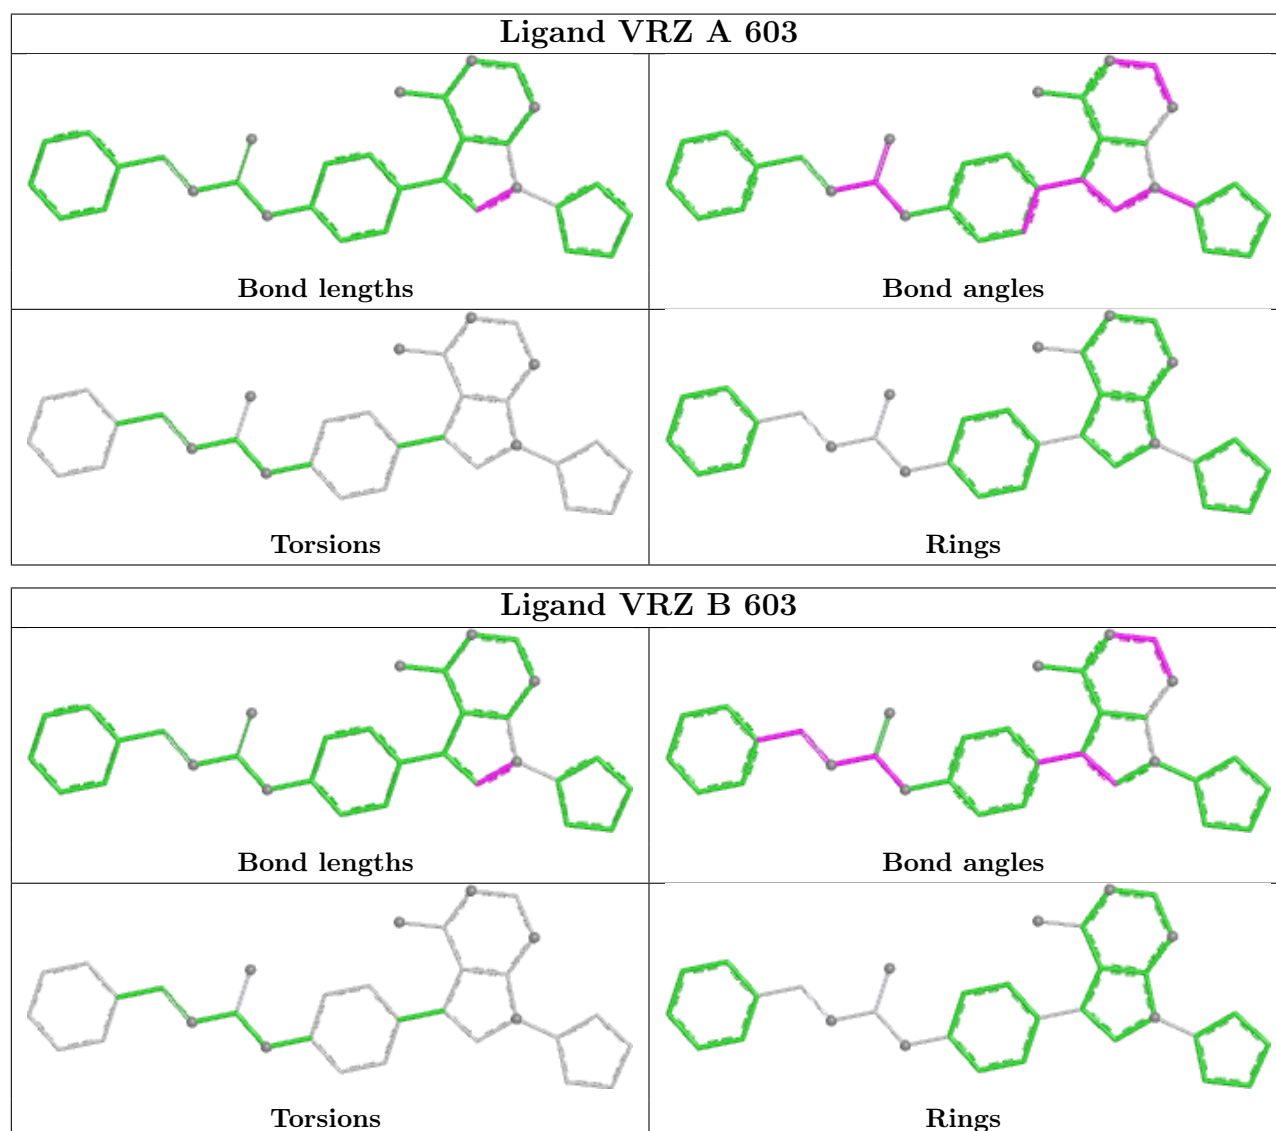 Ligand VRZ A 603
Bond lengths
Bond angles
Torsions
Rings
Ligand VRZ B 603
Bond lengths
Bond angles
Torsions
Rings